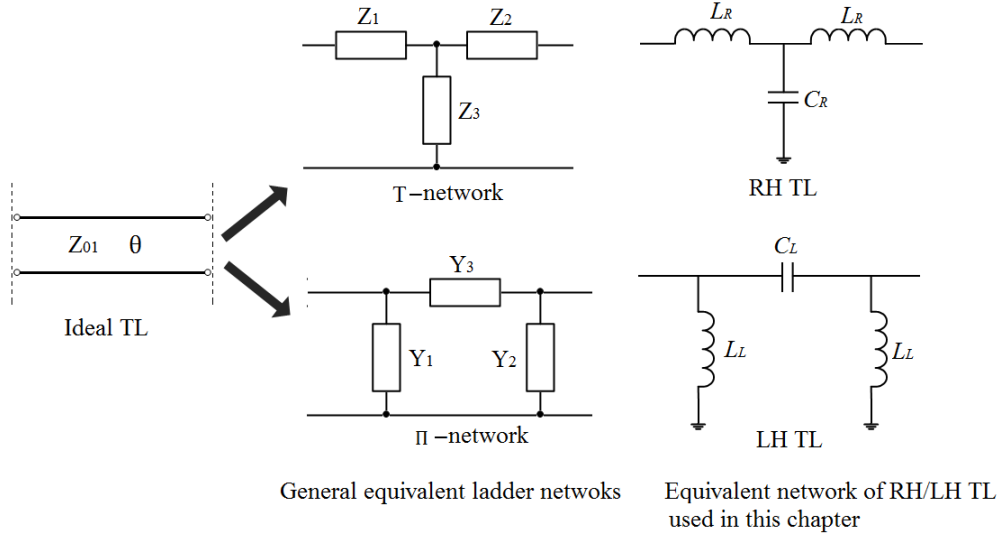 Z01 θ
Ideal TL
Z1 Z2
Z3
T−network
Y3
Y1 Y2
Π−network
General equivalent ladder netwoks
LR LR
CR
RH TL
CL
LL LL
LH TL
Equivalent network of RH/LH TL
used in this chapter